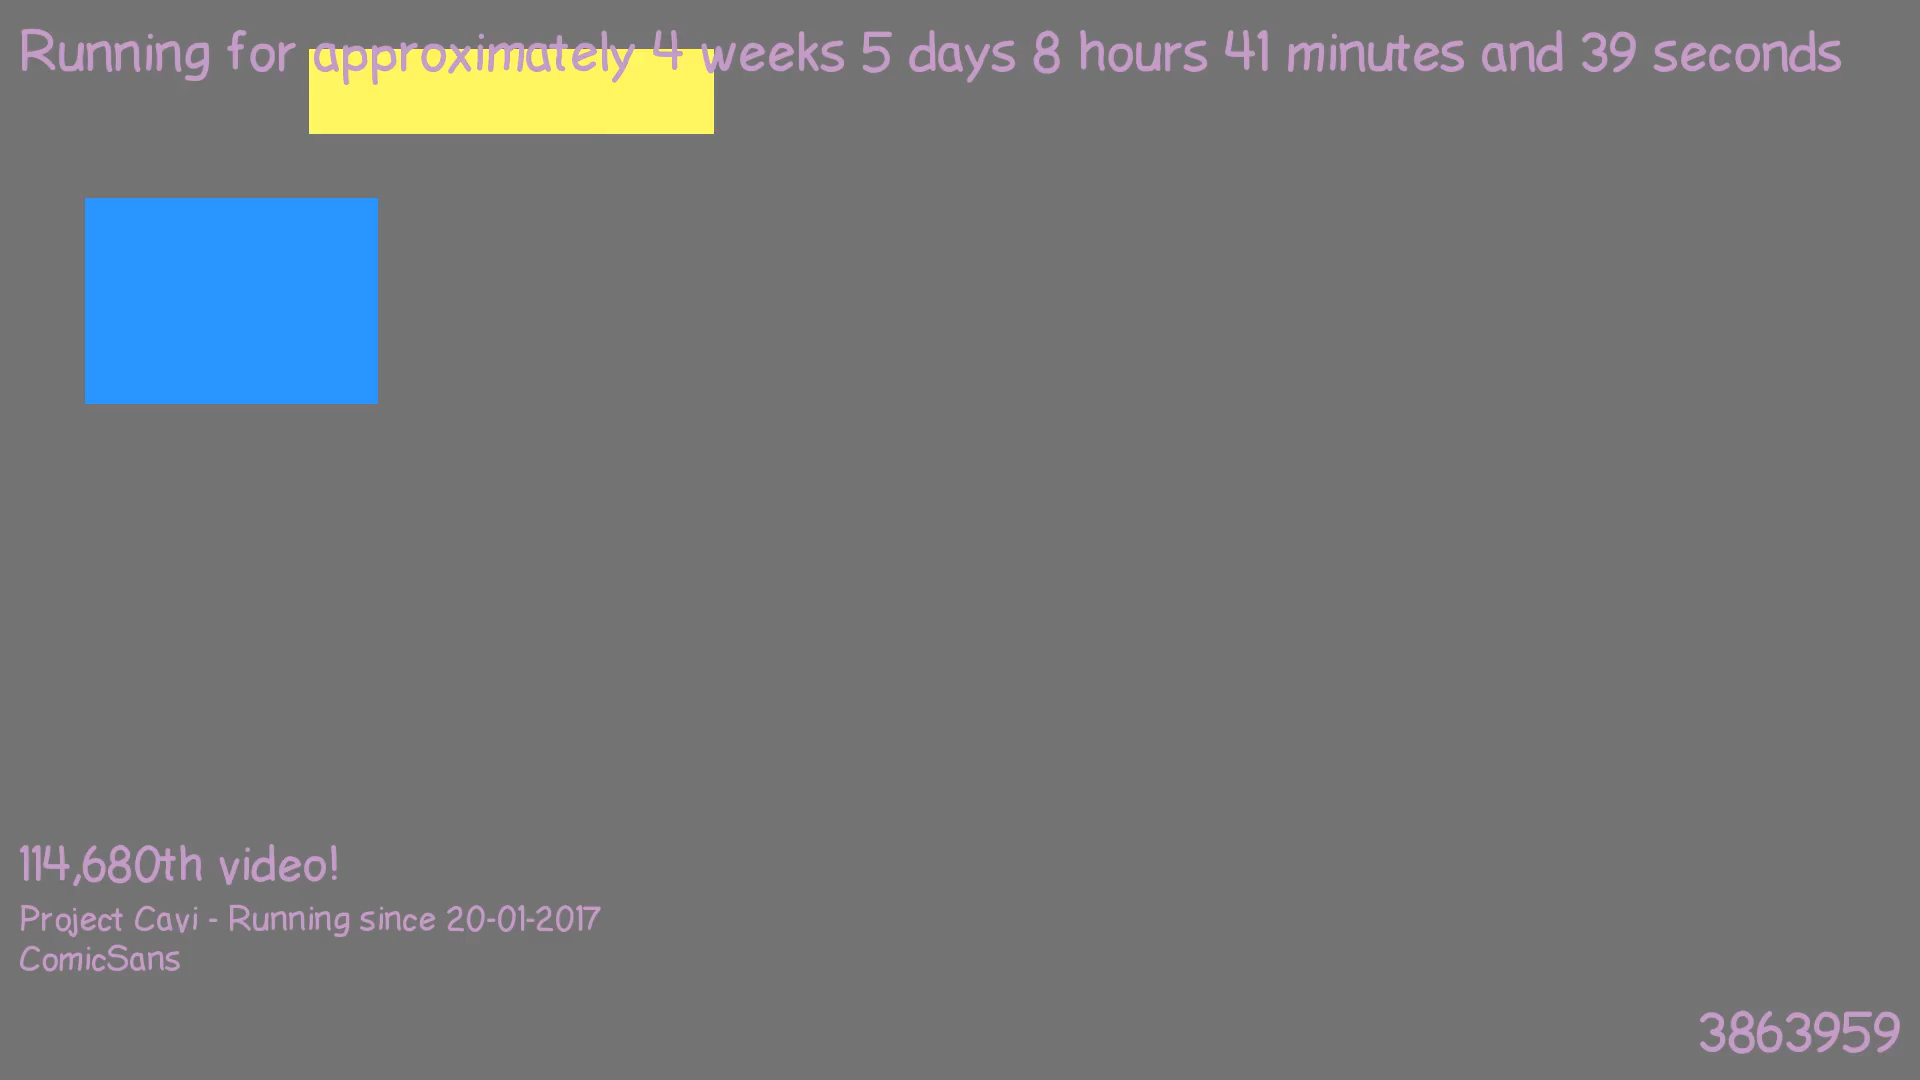 Running for approximately 4 weeks 5 days 8 hours 41 minutes and 39 seconds
114,680th video!
Project Cavi - Running since 20-01-2017
ComicSans
3863959